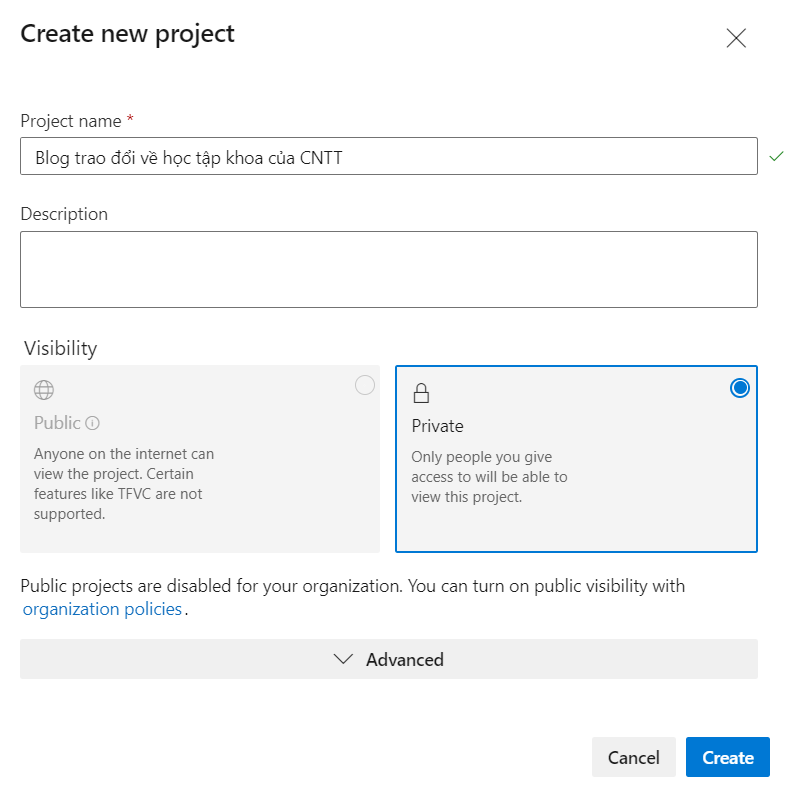 Create new project
Project name *
Blog trao đổi về học tập khoa của CNTT
Description
Visibility
Public
Anyone on the internet can
view the project. Certain
features like TFVC are not
supported.
Private
Only people you give
access to will be able to
view this project.
Public projects are disabled for your organization. You can turn on public visibility with
organization policies.
Advanced
Cancel
Create